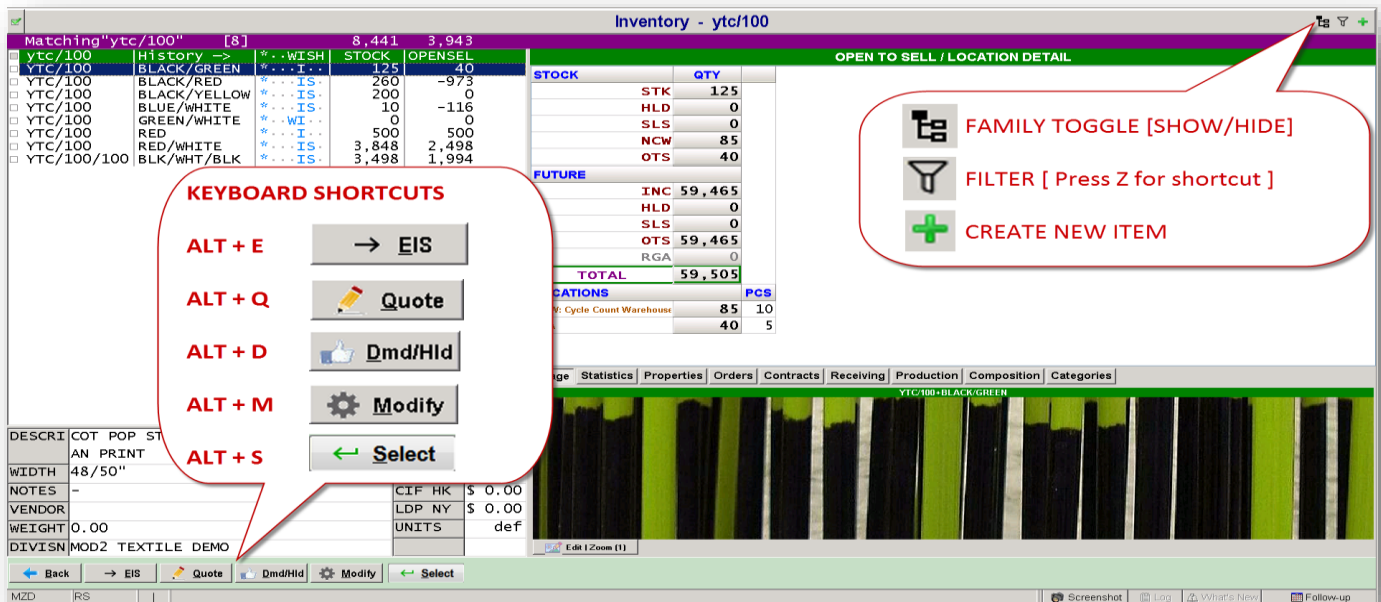 Inventory - ytc/100
Matching"ytc/100" [8] 8,441 3,943
ytc/100 History —> *··WISH STOCK OPENSEL
YTC/100 BLACK/GREEN *···I·· 125 40
YTC/100 BLACK/RED *···IS· 260 -973
YTC/100 BLACK/YELLOW *···IS· 200 0
YTC/100 BLUE/WHITE *···IS· 10 -116
YTC/100 GREEN/WHITE *··WI·· 0 0
YTC/100 RED *···I·· 500 500
YTC/100 RED/WHITE *···IS· 3,848 2,498
YTC/100/100 BLK/WHT/BLK *···IS· 3,498 1,994
KEYBOARD SHORTCUTS
ALT + E → EIS
ALT + Q Quote
ALT + D Dmd/Hld
ALT + M Modify
ALT + S Select
OPEN TO SELL / LOCATION DETAIL
STOCK QTY
STK 125
HLD 0
SLS 0
NCW 85
OTS 40
FUTURE
INC 59,465
HLD 0
SLS 0
OTS 59,465
RGA 0
TOTAL 59,505
CATIONS PCS
W: Cycle Count Warehouse 85 10
40 5
FAMILY TOGGLE [SHOW/HIDE]
FILTER [ Press Z for shortcut ]
CREATE NEW ITEM
ge Statistics Properties Orders Contracts Receiving Production Composition Categories
YTC/100+BLACK/GREEN
DESCRI COT POP ST
AN PRINT
WIDTH 48/50"
NOTES -
VENDOR
WEIGHT 0.00
DIVISN MOD2 TEXTILE DEMO
CIF HK $ 0.00
LDP NY $ 0.00
UNITS def
Edit | Zoom (1)
Back → EIS Quote Dmd/Hld Modify Select
MZD RS Screenshot Log What's New Follow-up